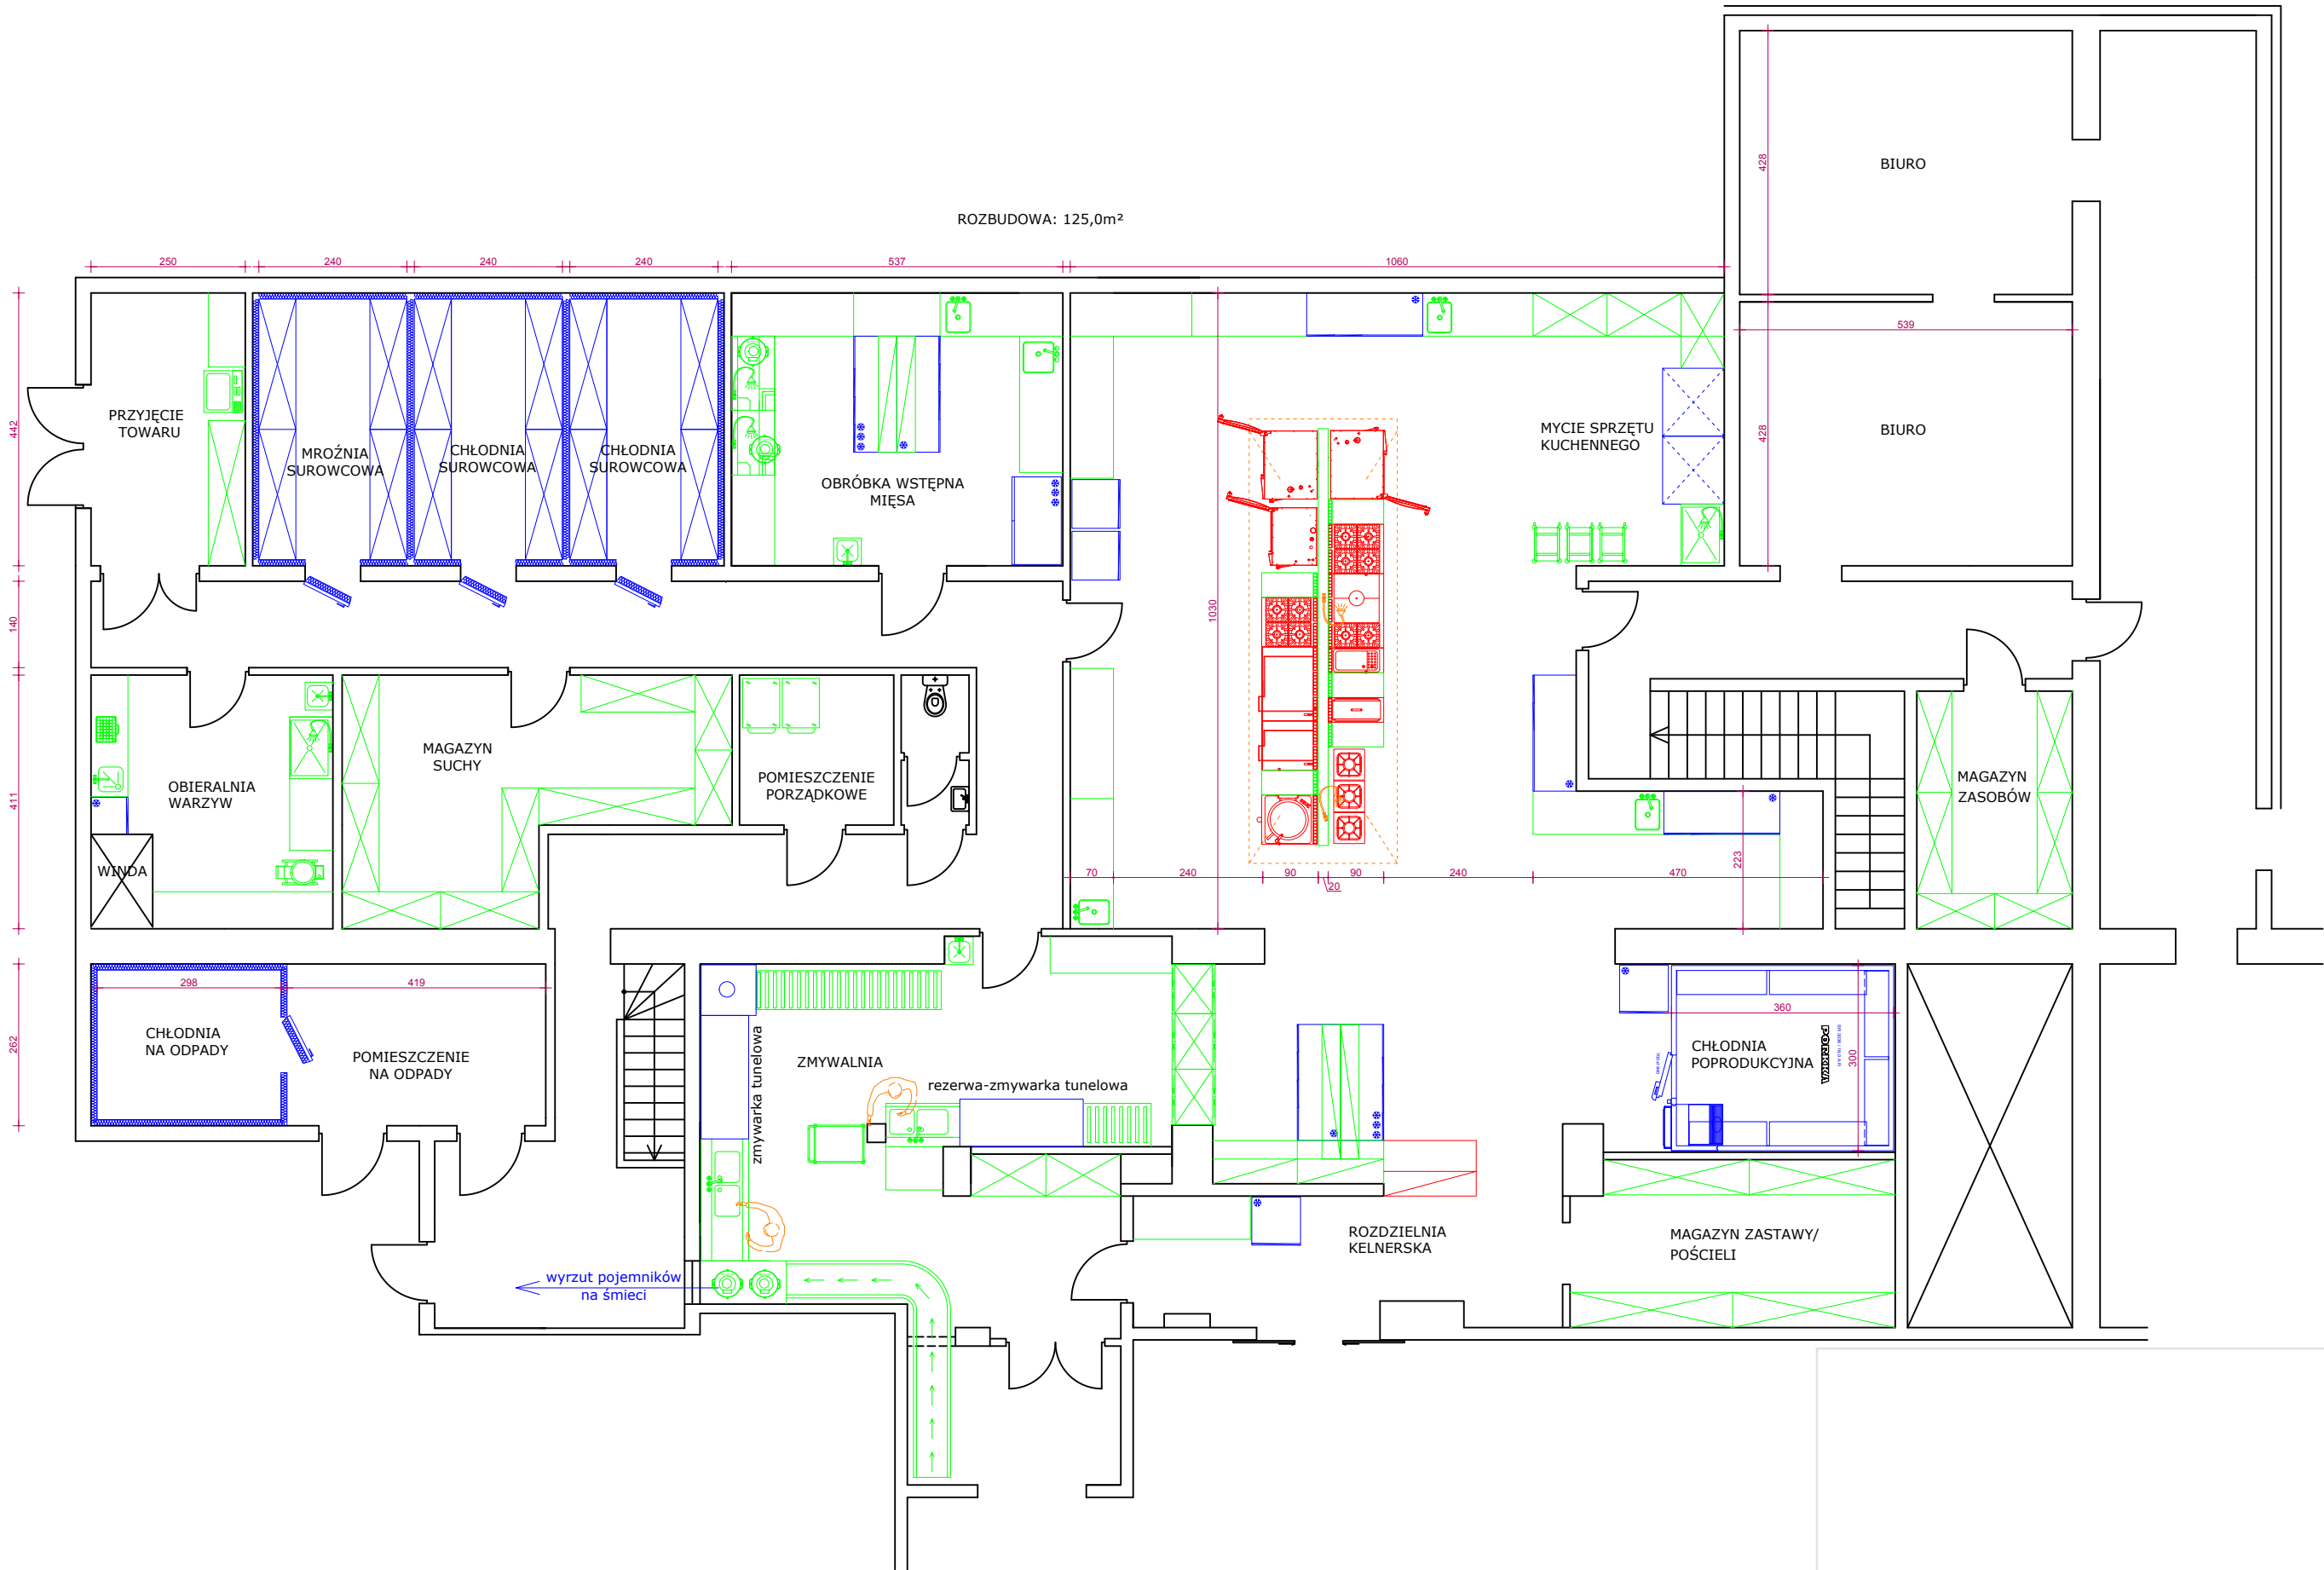 ROZBUDOWA: 125,0m²
BIURO
428
250
240
240
240
537
1060
539
442
PRZYJĘCIE
TOWARU
MROŹNIA
SUROWCOWA
CHŁODNIA
SUROWCOWA
CHŁODNIA
SUROWCOWA
OBRÓBKA WSTĘPNA
MIĘSA
MYCIE SPRZĘTU
KUCHENNEGO
428
BIURO
140
1030
411
OBIERALNIA
WARZYW
WINDA
MAGAZYN
SUCHY
POMIESZCZENIE
PORZĄDKOWE
MAGAZYN
ZASOBÓW
223
70
240
90
20
90
240
470
262
298
419
CHŁODNIA
NA ODPADY
POMIESZCZENIE
NA ODPADY
zmywarka tunelowa
ZMYWALNIA
rezerwa-zmywarka tunelowa
360
300
CHŁODNIA
POPRODUKCYJNA
PORKKA
ROZDZIELNIA
KELNERSKA
MAGAZYN ZASTAWY/
POŚCIELI
wyrzut pojemników
na śmieci